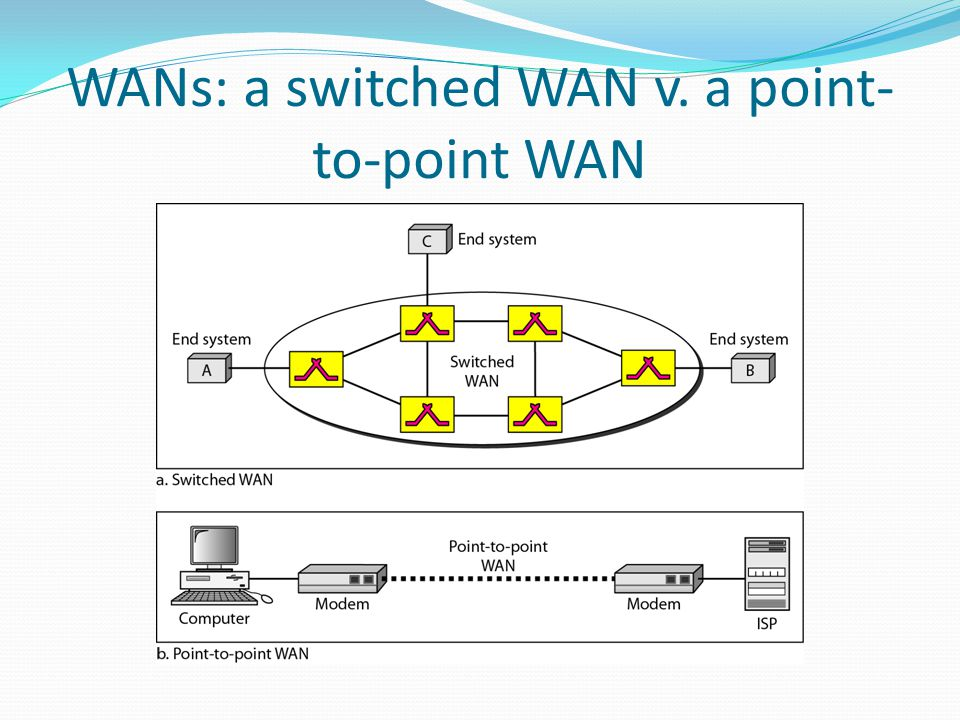 WANs: a switched WAN v. a point-
to-point WAN
C
End system
End system
End system
A
Switched
WAN
B
a. Switched WAN
Point-to-point
WAN
Modem
Modem
Computer
ISP
b. Point-to-point WAN